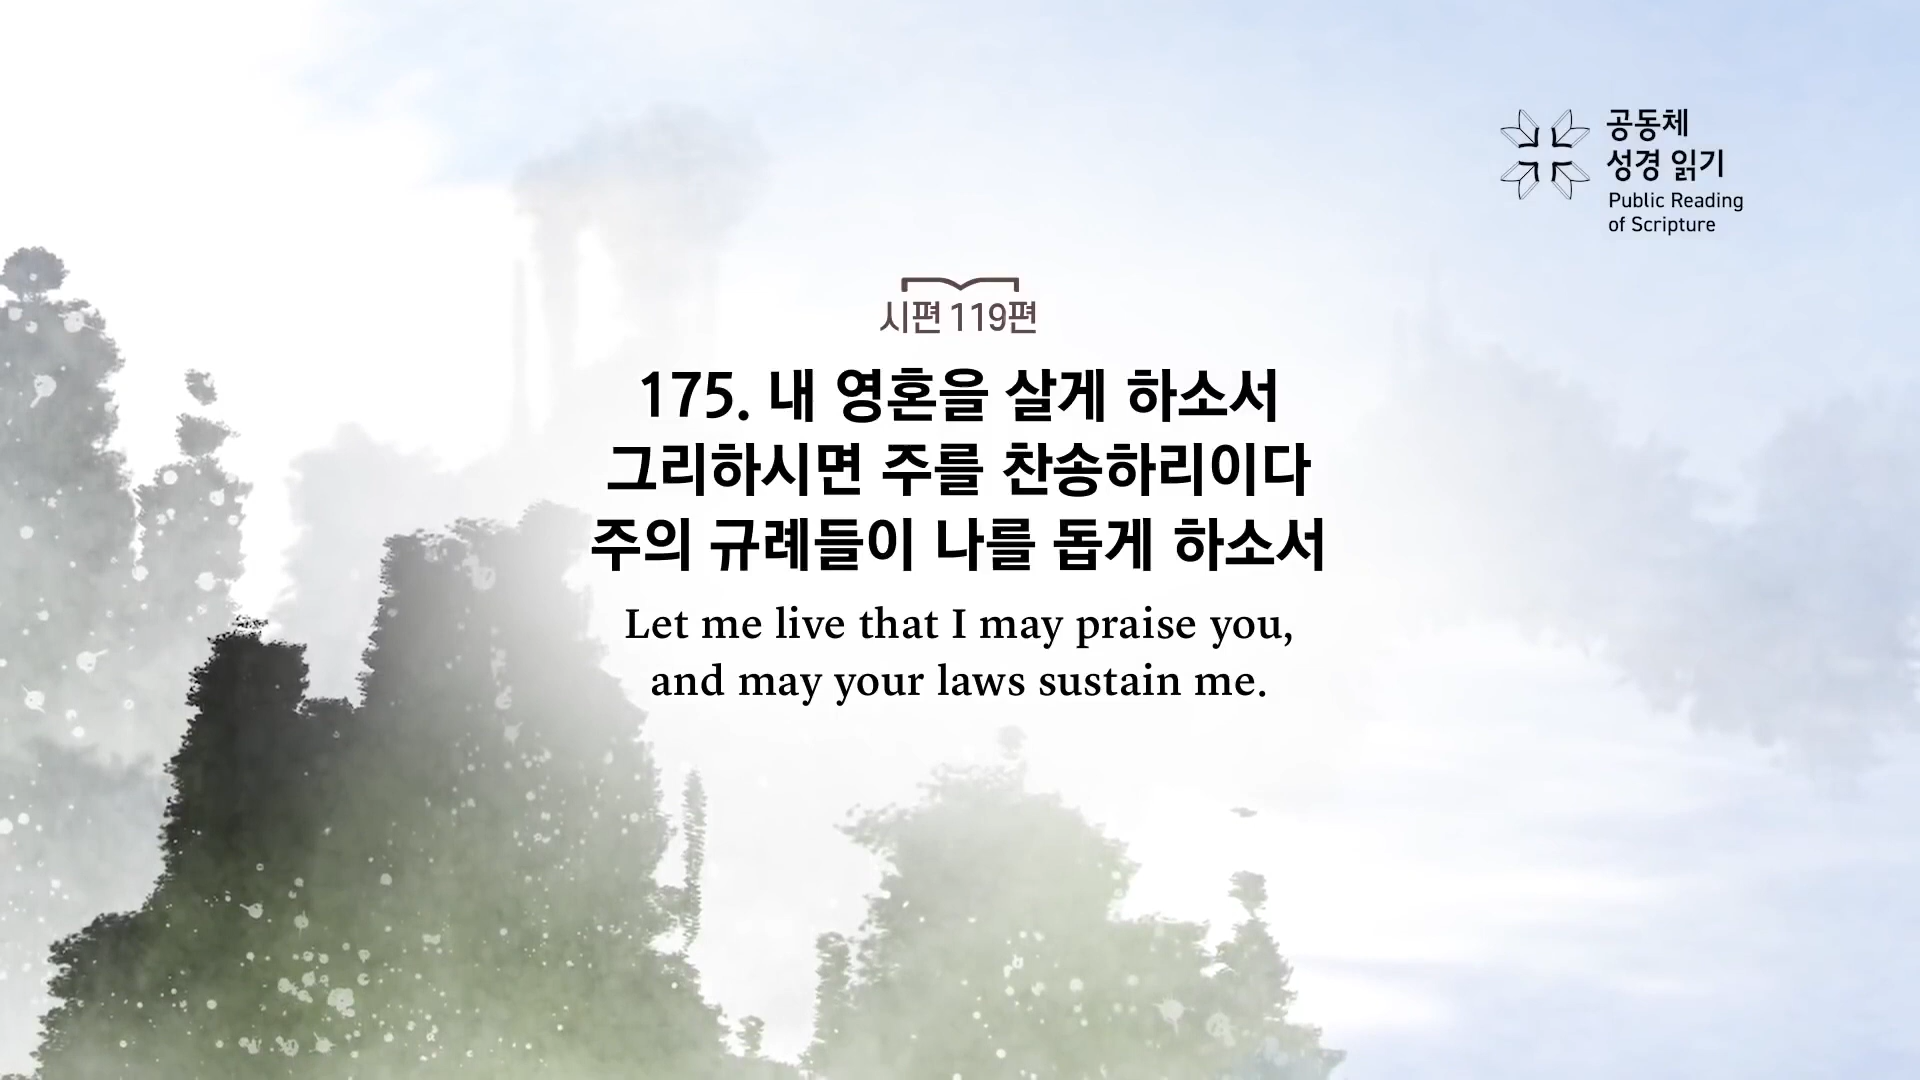 공동체
성경 읽기
Public Reading
of Scripture
시편 119편
175. 내 영혼을 살게 하소서
그리하시면 주를 찬송하리이다
주의 규례들이 나를 돕게 하소서
Let me live that I may praise you,
and may your laws sustain me.